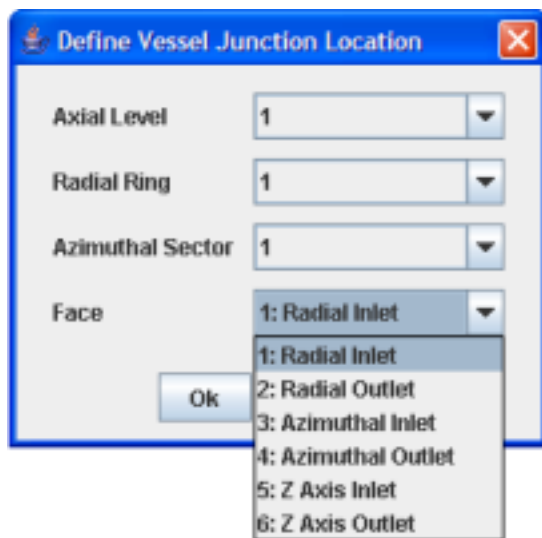 Define Vessel Junction Location
Axial Level 1
Radial Ring 1
Azimuthal Sector 1
Face 1: Radial Inlet
1: Radial Inlet
Ok 2: Radial Outlet
3: Azimuthal Inlet
4: Azimuthal Outlet
5: Z Axis Inlet
6: Z Axis Outlet